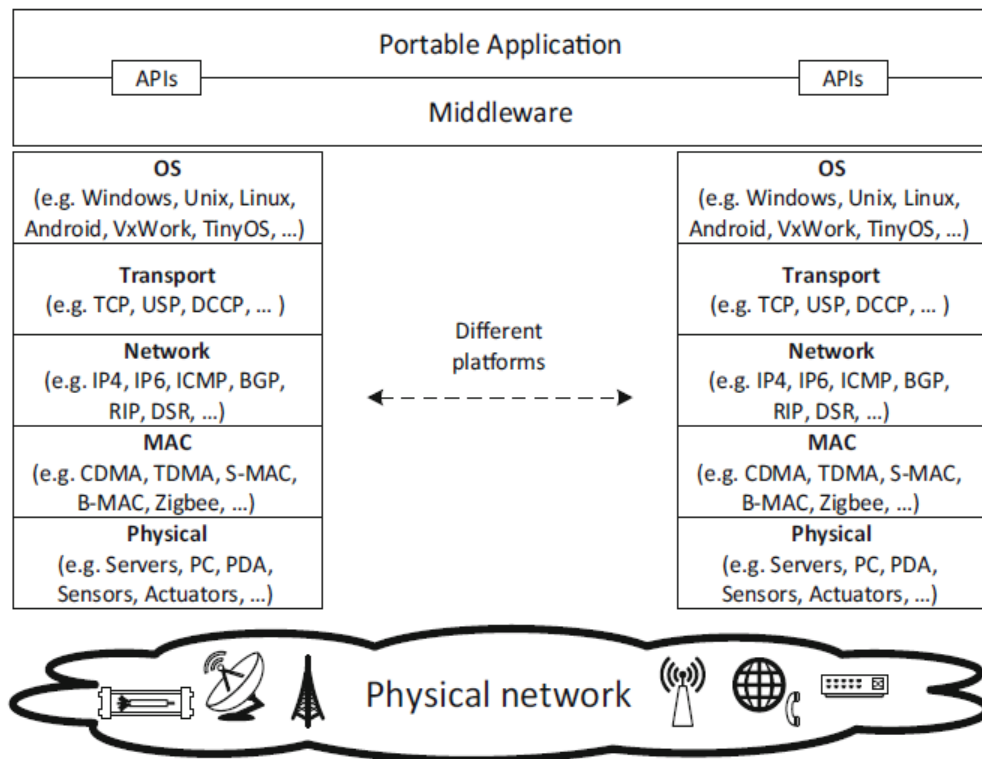 Portable Application
APIs
APIs
Middleware
OS
(e.g. Windows, Unix, Linux,
Android, VxWork, TinyOS, ...)
Transport
(e.g. TCP, USP, DCCP, ... )
Network
(e.g. IP4, IP6, ICMP, BGP,
RIP, DSR, ...)
MAC
(e.g. CDMA, TDMA, S-MAC,
B-MAC, Zigbee, ...)
Physical
(e.g. Servers, PC, PDA,
Sensors, Actuators, ...)
Different
platforms
OS
(e.g. Windows, Unix, Linux,
Android, VxWork, TinyOS, ...)
Transport
(e.g. TCP, USP, DCCP, ... )
Network
(e.g. IP4, IP6, ICMP, BGP,
RIP, DSR, ...)
MAC
(e.g. CDMA, TDMA, S-MAC,
B-MAC, Zigbee, ...)
Physical
(e.g. Servers, PC, PDA,
Sensors, Actuators, ...)
Physical network